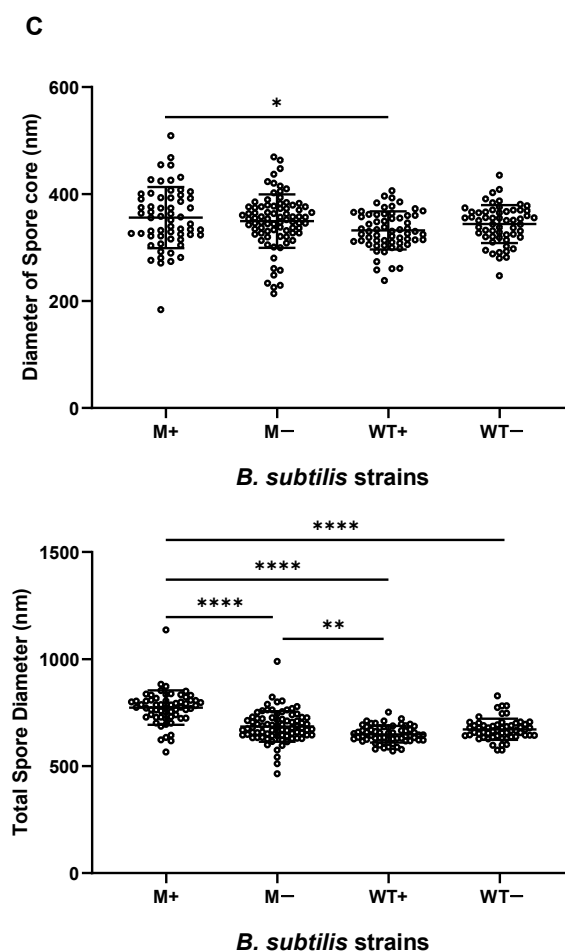 C
Diameter of Spore core (nm)
600
400
200
0
*
M+
M—
WT+
WT—
B. subtilis strains
Total Spore Diameter (nm)
1500
1000
500
0
****
****
****
**
M+
M—
WT+
WT—
B. subtilis strains